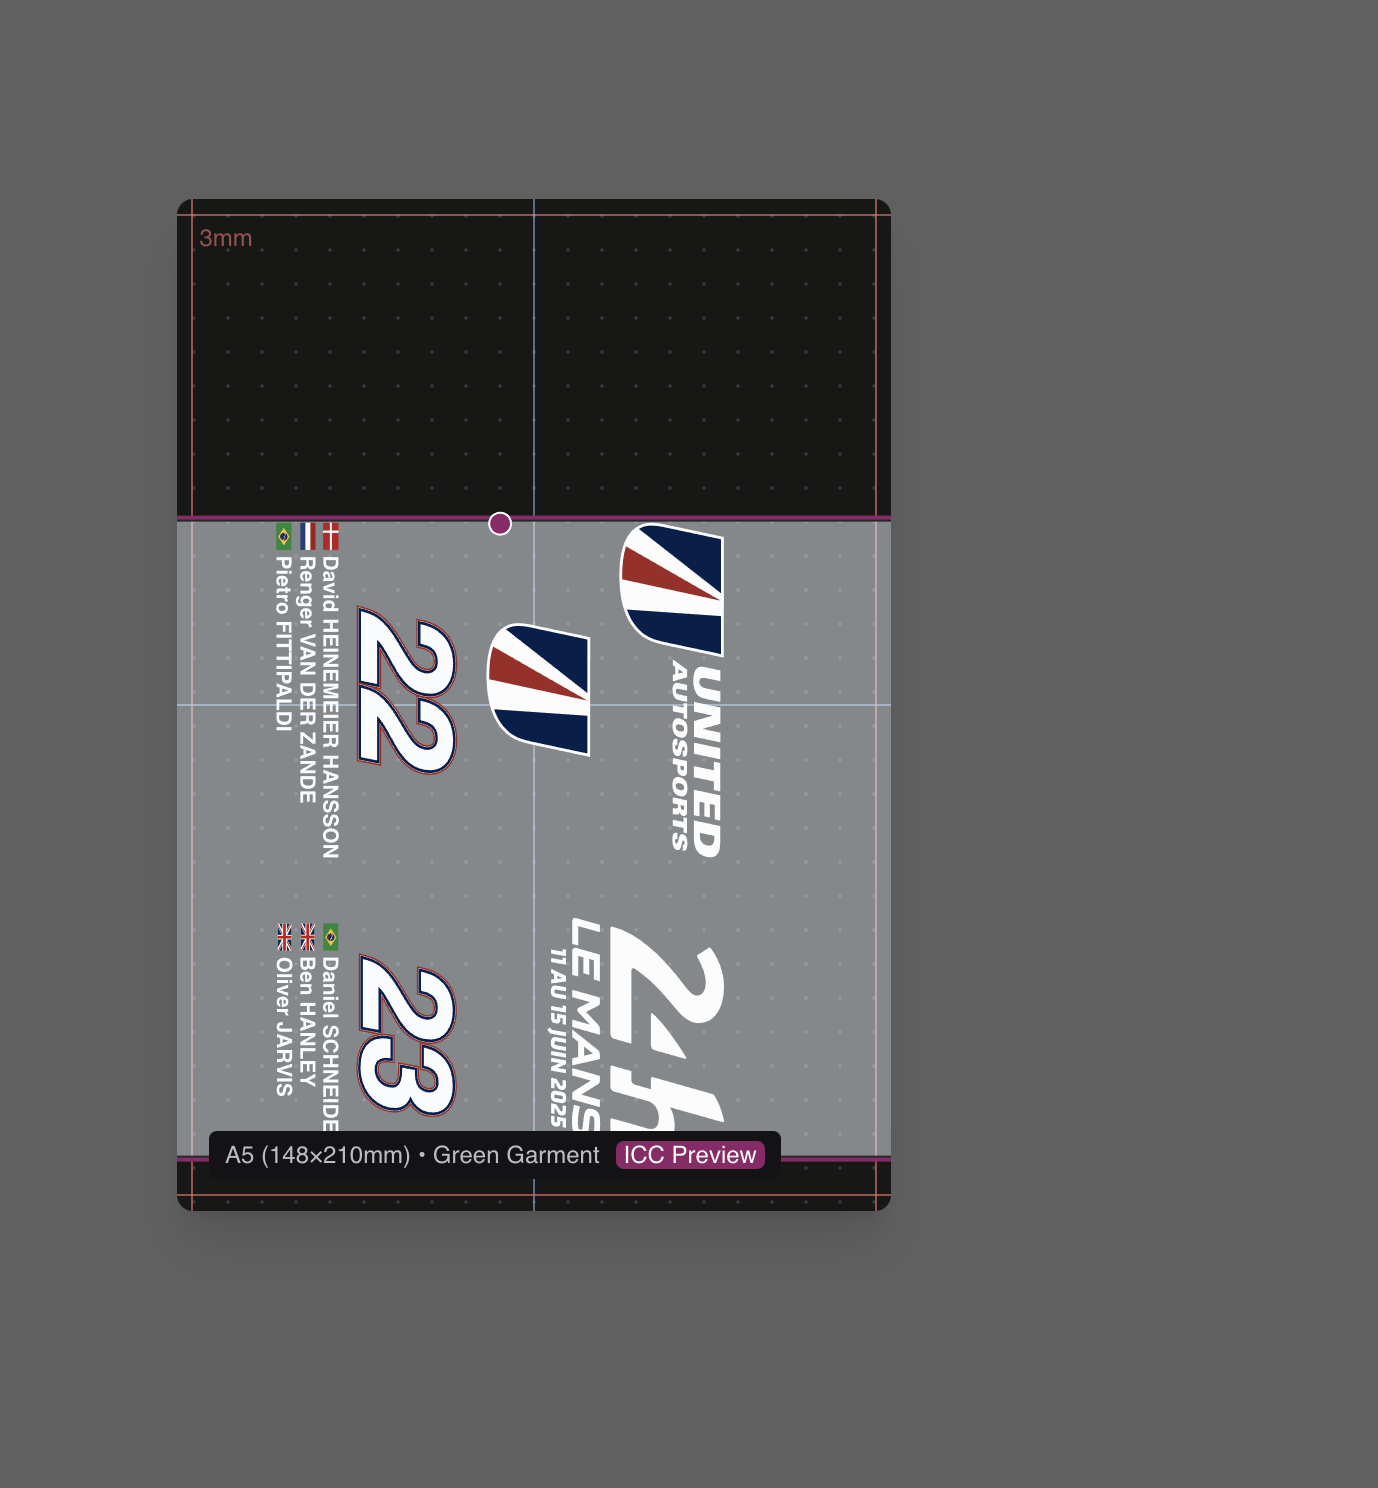 3mm
UNITED
AUTOSPORTS
24h
LE MANS
11 AU 15 JUIN 2025
22
David HEINEMEIER HANSSON
Renger VAN DER ZANDE
Pietro FITTIPALDI
23
Daniel SCHNEIDE
Ben HANLEY
Oliver JARVIS
A5 (148×210mm) • Green Garment ICC Preview